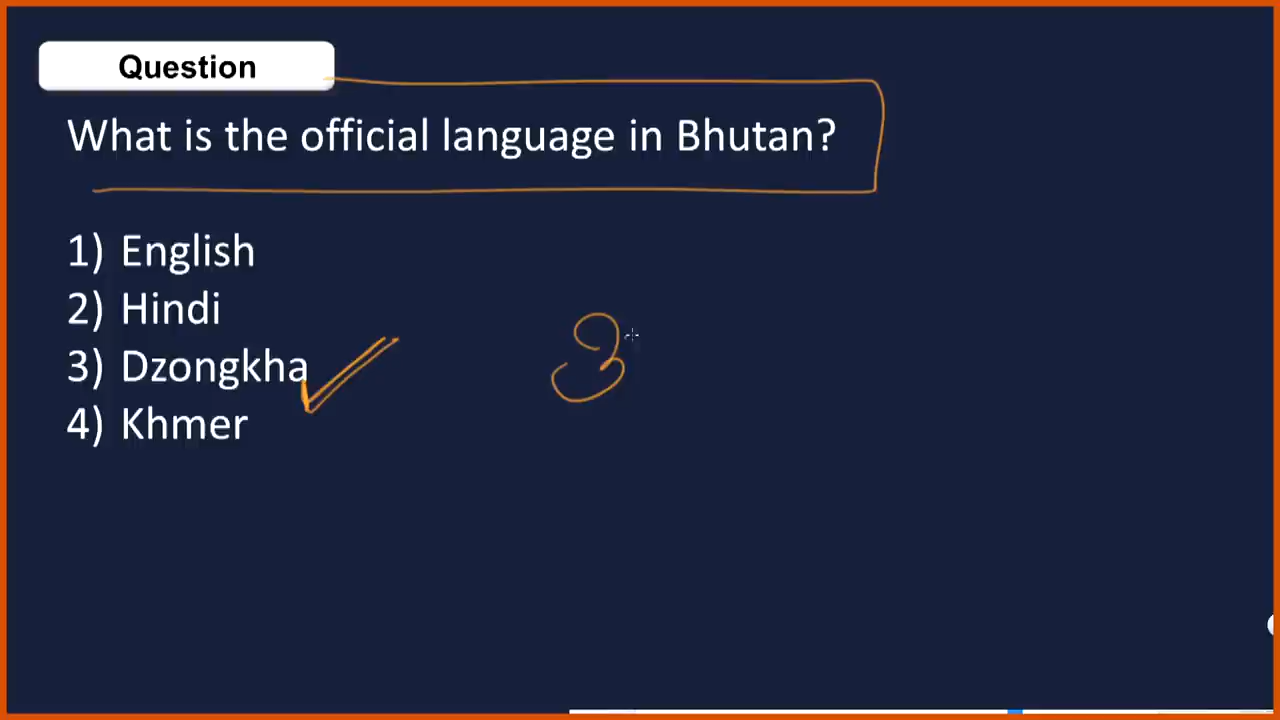 Question
What is the official language in Bhutan?
1) English
2) Hindi
3) Dzongkha
3
4) Khmer